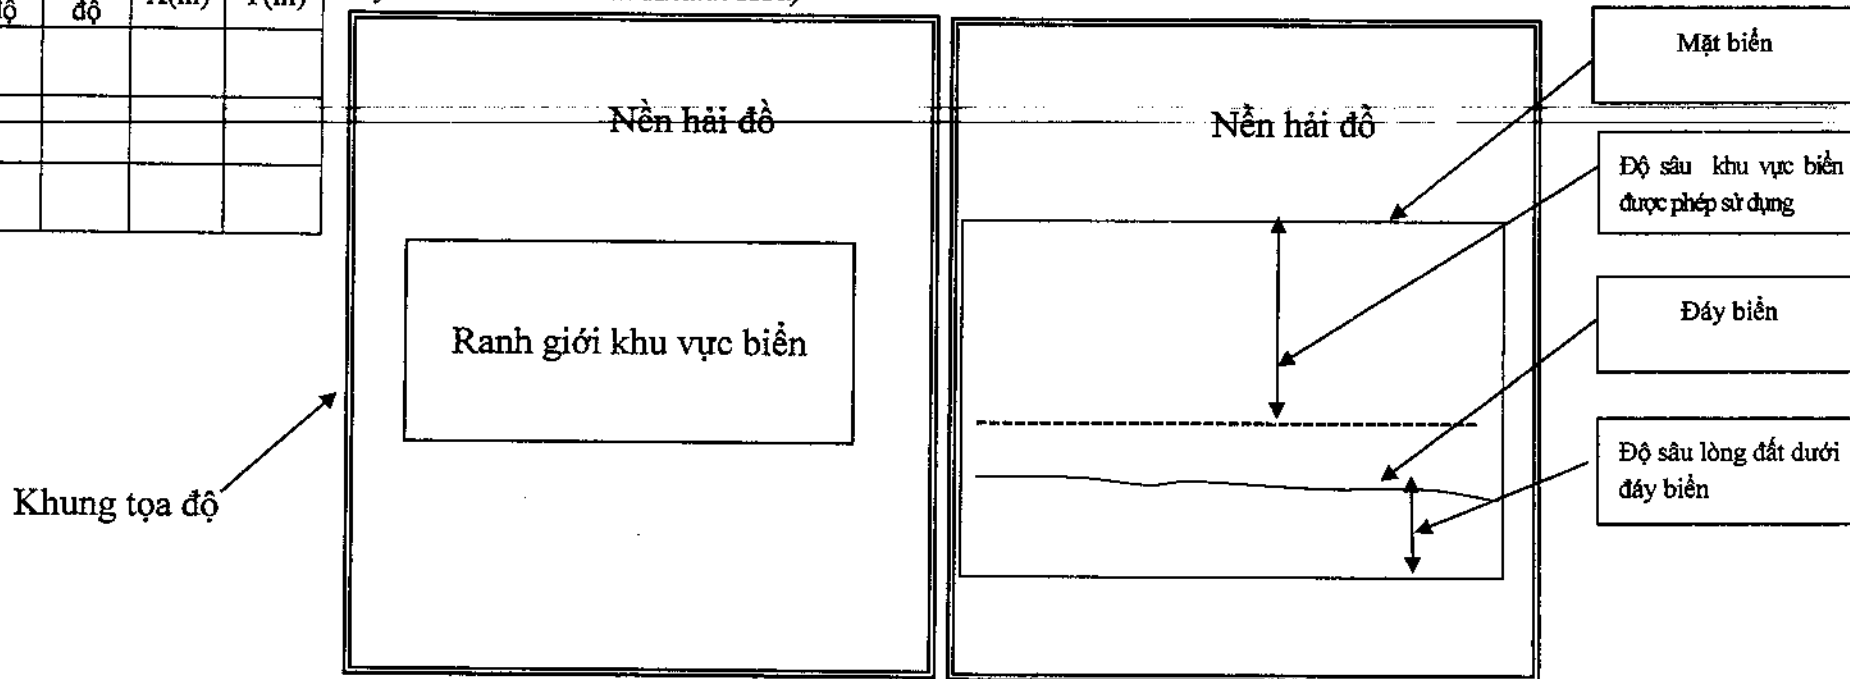 độ
X(m)
Y(m)
Nền hải đồ
Ranh giới khu vực biển
Khung tọa độ
Nền hải đồ
Mặt biển
Độ sâu khu vực biển
được phép sử dụng
Đáy biển
Độ sâu lòng đất dưới
đáy biển